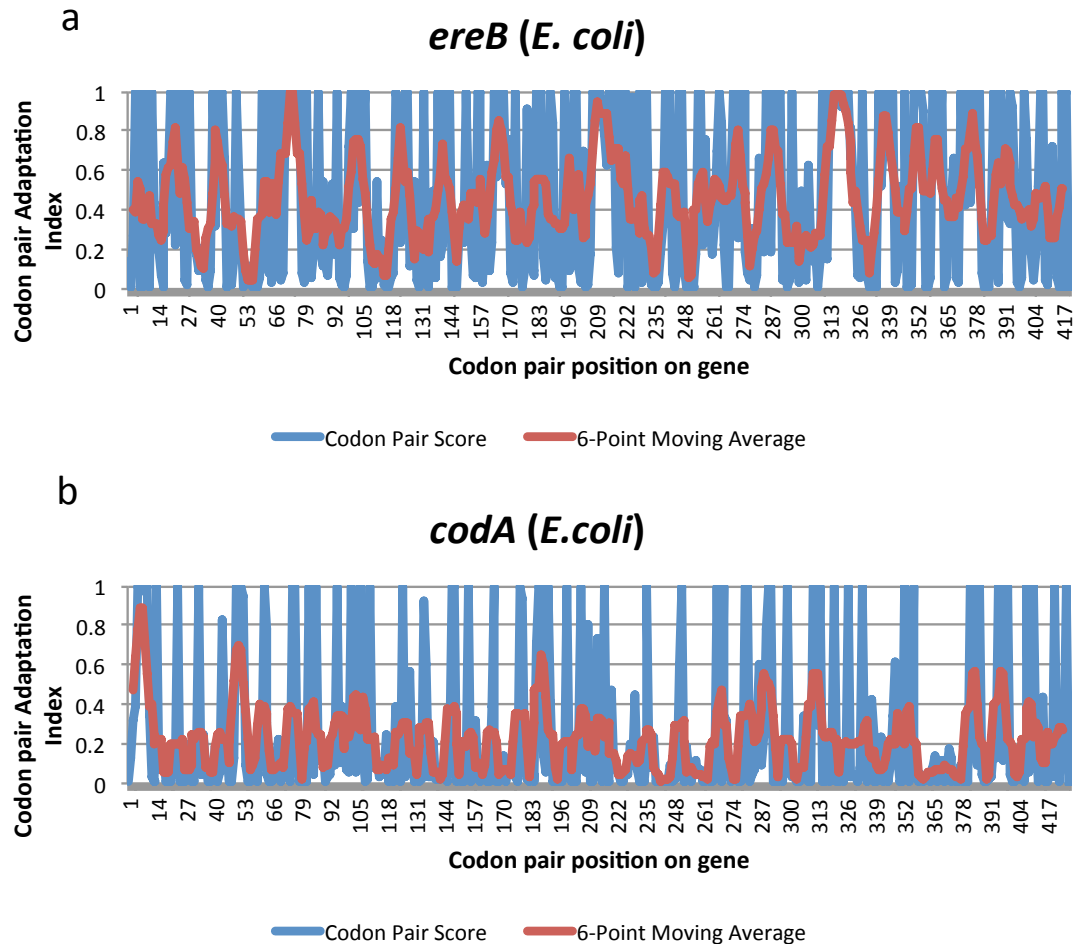 a
ereB (E. coli)
Codon pair Adaptation
Index
1
0.8
0.6
0.4
0.2
0
1 14 27 40 53 66 79 92 105 118 131 144 157 170 183 196 209 222 235 248 261 274 287 300 313 326 339 352 365 378 391 404 417
Codon pair position on gene
Codon Pair Score 6-Point Moving Average
b
codA (E.coli)
Codon pair Adaptation
Index
1
0.8
0.6
0.4
0.2
0
1 14 27 40 53 66 79 92 105 118 131 144 157 170 183 196 209 222 235 248 261 274 287 300 313 326 339 352 365 378 391 404 417
Codon pair position on gene
Codon Pair Score 6-Point Moving Average